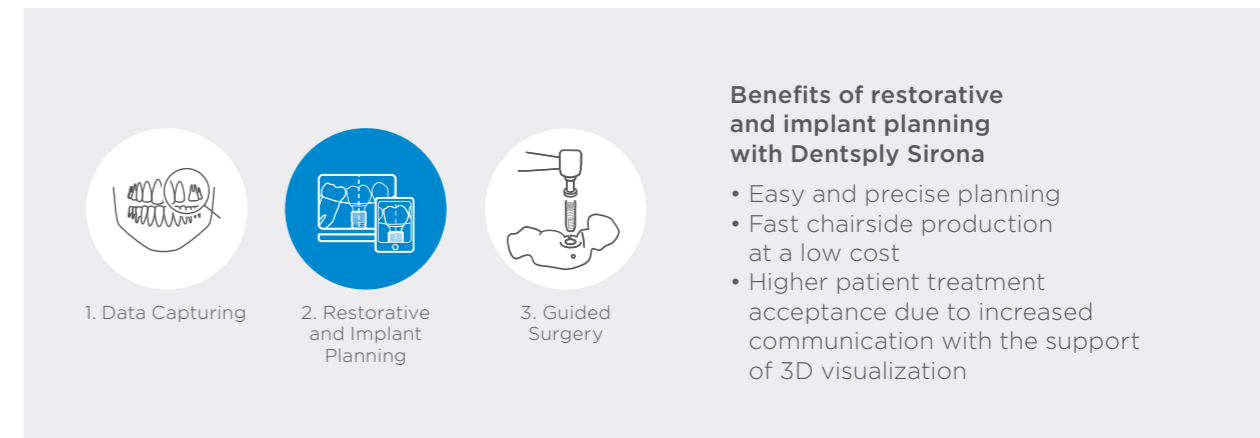 1. Data Capturing
2. Restorative
and Implant
Planning
3. Guided
Surgery
Benefits of restorative
and implant planning
with Dentsply Sirona
• Easy and precise planning
• Fast chairside production
at a low cost
• Higher patient treatment
acceptance due to increased
communication with the support
of 3D visualization